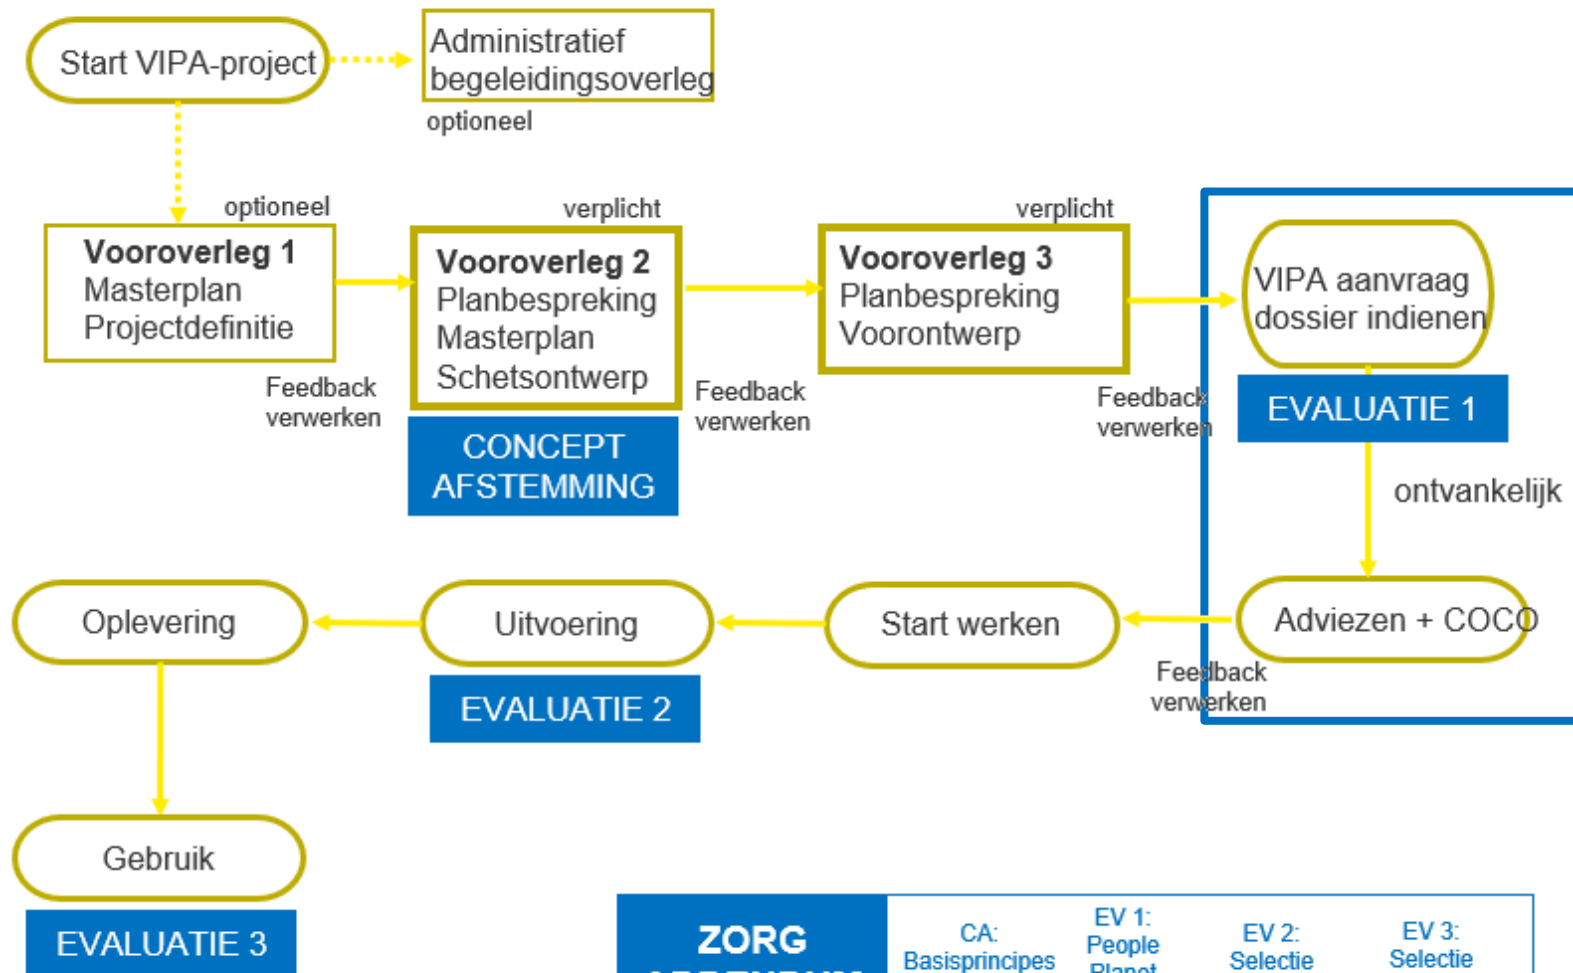 Start VIPA-project
Administratief
begeleidingsoverleg
optioneel
optioneel
Vooroverleg 1
Masterplan
Projectdefinitie
Feedback
verwerken
verplicht
Vooroverleg 2
Planbespreking
Masterplan
Schetsontwerp
Feedback
verwerken
CONCEPT
AFSTEMMING
verplicht
Vooroverleg 3
Planbespreking
Voorontwerp
Feedback
verwerken
VIPA aanvraag
dossier indienen
EVALUATIE 1
ontvankelijk
Adviezen + COCO
Feedback
verwerken
Start werken
Uitvoering
EVALUATIE 2
Oplevering
Gebruik
EVALUATIE 3
ZORG
CA:
Basisprincipes
EV 1:
People
Planet
EV 2:
Selectie
EV 3:
Selectie